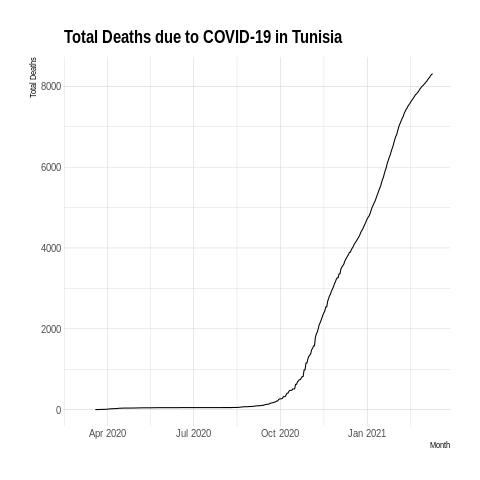 Total Deaths due to COVID-19 in Tunisia
Total Deaths
8000
6000
4000
2000
0
Apr 2020 Jul 2020 Oct 2020 Jan 2021
Month